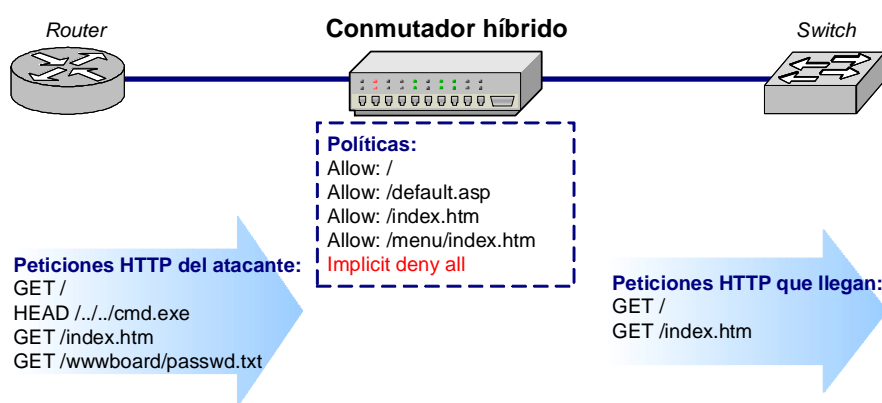 Router
Conmutador híbrido
Switch
Políticas:
Allow: /
Allow: /default.asp
Allow: /index.htm
Allow: /menu/index.htm
Implicit deny all
Peticiones HTTP del atacante:
GET /
HEAD /../../cmd.exe
GET /index.htm
GET /wwwboard/passwd.txt
Peticiones HTTP que llegan:
GET /
GET /index.htm